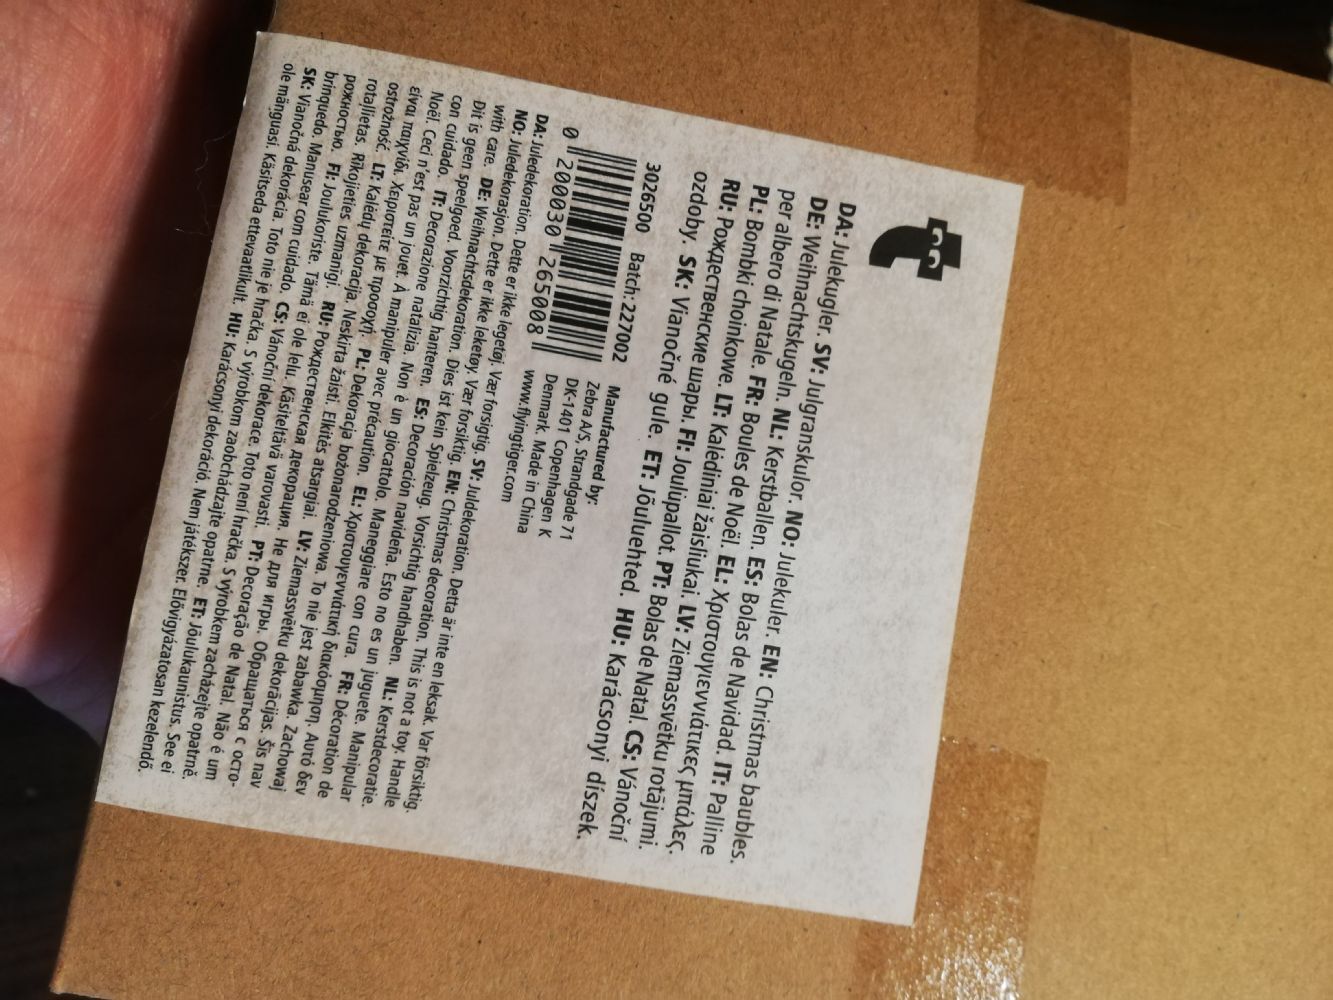 DA: Julekugler. SV: Julgranskulor. NO: Julekuler. EN: Christmas baubles.
DE: Weihnachtskugeln. NL: Kerstballen. ES: Bolas de Navidad. IT: Palline
per albero di Natale. FR: Boules de Noël. EL: Χριστουγεννιάτικες μπάλες.
PL: Bombki choinkowe. LT: Kalėdiniai žaisliukai. LV: Ziemassvētku rotājumi.
RU: Рождественские шары. FI: Joulupallot. PT: Bolas de Natal. CS: Vánoční
ozdoby. SK: Vianočné gule. ET: Jõuluehted. HU: Karácsonyi díszek.
3026500 Batch: 227002
0 200030 265008
Manufactured by:
Zebra A/S, Strandgade 71
DK-1401 Copenhagen K
Denmark. Made in China
www.flyingtiger.com
DA: Juledekoration. Dette er ikke legetøj. Vær forsigtig. SV: Juldekoration. Detta är inte en leksak. Var försiktig.
NO: Juledekorasjon. Dette er ikke leketøy. Vær forsiktig. EN: Christmas decoration. This is not a toy. Handle
with care. DE: Weihnachtsdekoration. Dies ist kein Spielzeug. Vorsichtig handhaben. NL: Kerstdecoratie.
Dit is geen speelgoed. Voorzichtig hanteren. ES: Decoración navideña. Esto no es un juguete. Manipular
con cuidado. IT: Decorazione natalizia. Non è un giocattolo. Maneggiare con cura. FR: Décoration de
Noël. Ceci n'est pas un jouet. À manipuler avec précaution. EL: Χριστουγεννιάτικη διακόσμηση. Αυτό δεν
είναι παιχνίδι. Χειριστείτε με προσοχή. PL: Dekoracja bożonarodzeniowa. To nie jest zabawka. Zachowaj
ostrożność. LT: Kalėdų dekoracija. Neskirta žaisti. Elkitės atsargiai. LV: Ziemassvētku dekorācijas. Šis nav
rotaļlietas. Rīkojieties uzmanīgi. RU: Рождественская декорация. Не для игры. Обращаться с осто-
рожностью. FI: Joulukoriste. Tämä ei ole lelu. Käsiteltävä varovasti. PT: Decoração de Natal. Não é um
brinquedo. Manusear com cuidado. CS: Vánoční dekorace. Toto není hračka. S výrobkem zacházejte opatrně.
SK: Vianočná dekorácia. Toto nie je hračka. S výrobkom zaobchádzajte opatrne. ET: Jõulukaunistus. See ei
ole mänguasi. Käsitseda ettevaatlikult. HU: Karácsonyi dekoráció. Nem játékszer. Elővigyázatosan kezelendő.